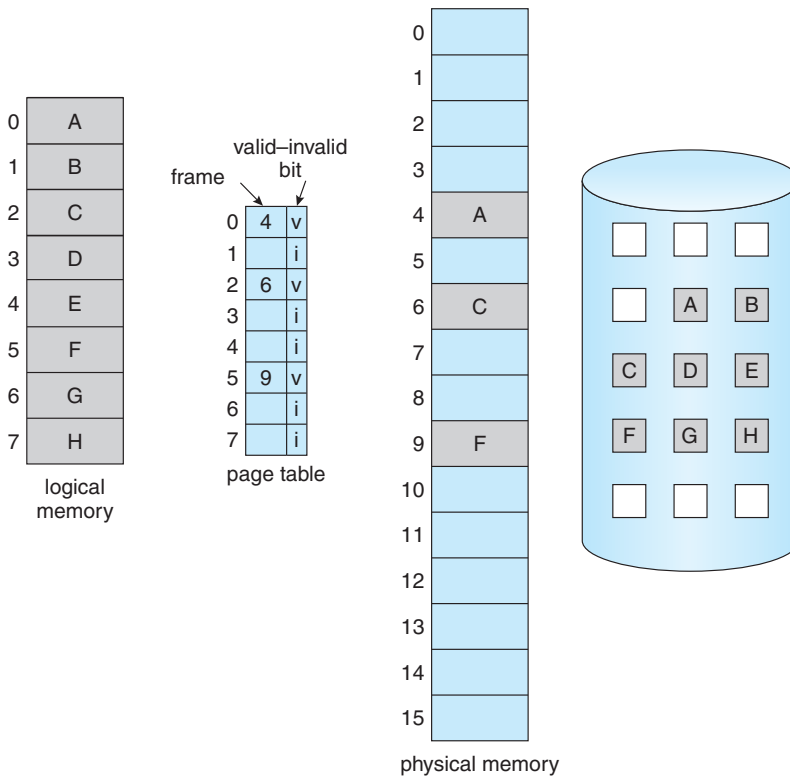 0 A
1 B
2 C
3 D
4 E
5 F
6 G
7 H
logical
memory
valid–invalid
bit
frame
0 4 v
1 i
2 6 v
3 i
4 i
5 9 v
6 i
7 i
page table
0
1
2
3
4 A
5
6 C
7
8
9 F
10
11
12
13
14
15
physical memory
A B
C D E
F G H